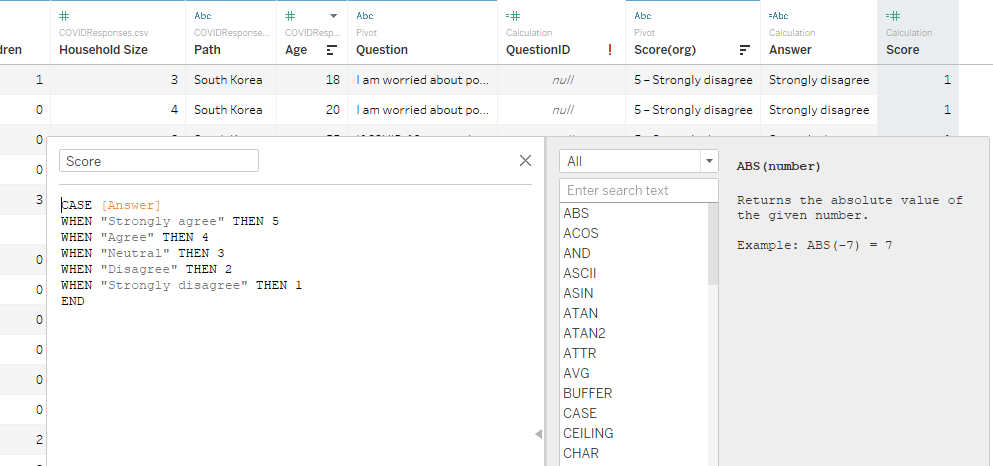 # Abc # Abc =# Abc =Abc =#
COVIDResponses.csv COVIDResponse... COVIDResp... Pivot Calculation Pivot Calculation Calculation
dren Household Size Path Age Question QuestionID ! Score(org) Answer Score
1 3 South Korea 18 I am worried about po... null 5 – Strongly disagree Strongly disagree 1
0 4 South Korea 20 I am worried about po... null 5 – Strongly disagree Strongly disagree 1
0
0
3
0
0
0
0
0
0
2
Score
CASE [Answer]
WHEN "Strongly agree" THEN 5
WHEN "Agree" THEN 4
WHEN "Neutral" THEN 3
WHEN "Disagree" THEN 2
WHEN "Strongly disagree" THEN 1
END
All
Enter search text
ABS
ACOS
AND
ASCII
ASIN
ATAN
ATAN2
ATTR
AVG
BUFFER
CASE
CEILING
CHAR
ABS(number)
Returns the absolute value of
the given number.
Example: ABS(-7) = 7